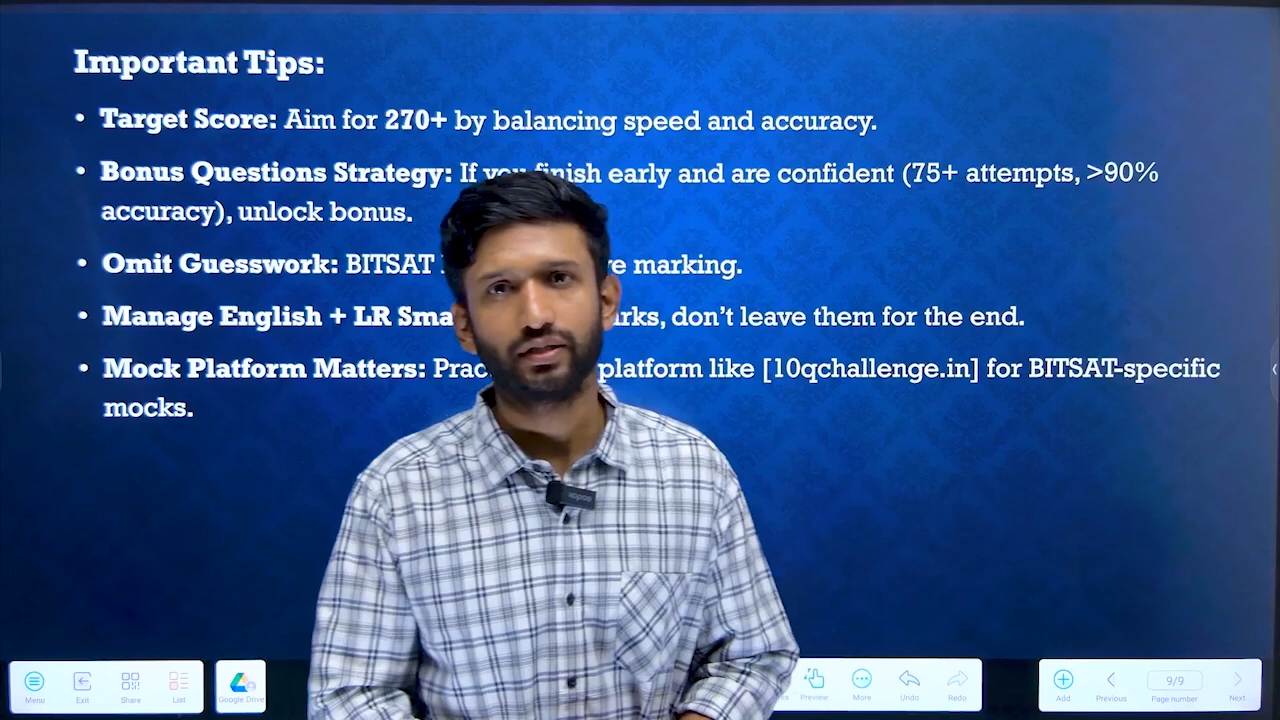 Important Tips:
• Target Score: Aim for 270+ by balancing speed and accuracy.
• Bonus Questions Strategy: If you finish early and are confident (75+ attempts, >90%
accuracy), unlock bonus.
• Omit Guesswork: BITSAT marking.
• Manage English + LR don’t leave them for the end.
• Mock Platform Matters: platform like [10qchallenge.in] for BITSAT-specific
mocks.
Menu Exit Share List Google Drive Preview More Undo Redo Add Previous 9/9 Page number Next